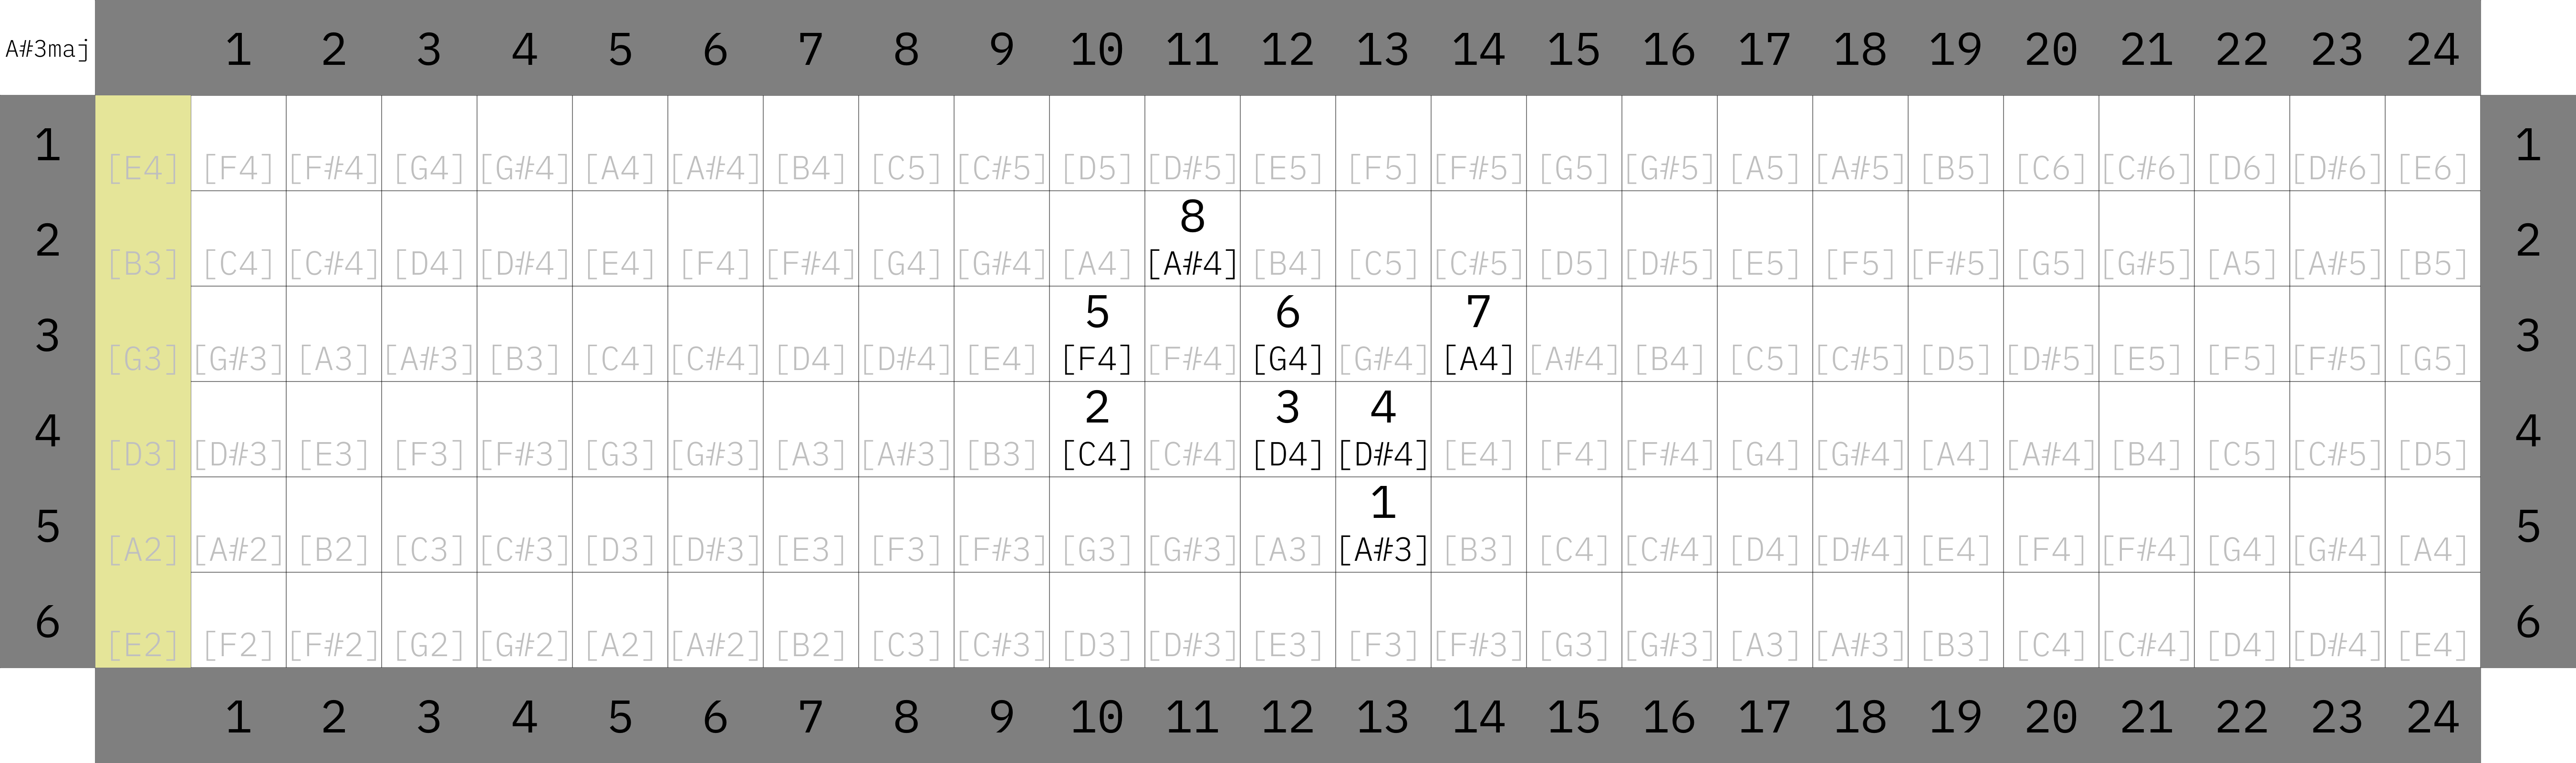 A#3maj 1 2 3 4 5 6 7 8 9 10 11 12 13 14 15 16 17 18 19 20 21 22 23 24
1 [E4] [F4] [F#4] [G4] [G#4] [A4] [A#4] [B4] [C5] [C#5] [D5] [D#5] [E5] [F5] [F#5] [G5] [G#5] [A5] [A#5] [B5] [C6] [C#6] [D6] [D#6] [E6] 1
8
2 [B3] [C4] [C#4] [D4] [D#4] [E4] [F4] [F#4] [G4] [G#4] [A4] [A#4] [B4] [C5] [C#5] [D5] [D#5] [E5] [F5] [F#5] [G5] [G#5] [A5] [A#5] [B5] 2
5 6 7
3 [G3] [G#3] [A3] [A#3] [B3] [C4] [C#4] [D4] [D#4] [E4] [F4] [F#4] [G4] [G#4] [A4] [A#4] [B4] [C5] [C#5] [D5] [D#5] [E5] [F5] [F#5] [G5] 3
2 3 4
4 [D3] [D#3] [E3] [F3] [F#3] [G3] [G#3] [A3] [A#3] [B3] [C4] [C#4] [D4] [D#4] [E4] [F4] [F#4] [G4] [G#4] [A4] [A#4] [B4] [C5] [C#5] [D5] 4
1
5 [A2] [A#2] [B2] [C3] [C#3] [D3] [D#3] [E3] [F3] [F#3] [G3] [G#3] [A3] [A#3] [B3] [C4] [C#4] [D4] [D#4] [E4] [F4] [F#4] [G4] [G#4] [A4] 5
6 [E2] [F2] [F#2] [G2] [G#2] [A2] [A#2] [B2] [C3] [C#3] [D3] [D#3] [E3] [F3] [F#3] [G3] [G#3] [A3] [A#3] [B3] [C4] [C#4] [D4] [D#4] [E4] 6
1 2 3 4 5 6 7 8 9 10 11 12 13 14 15 16 17 18 19 20 21 22 23 24